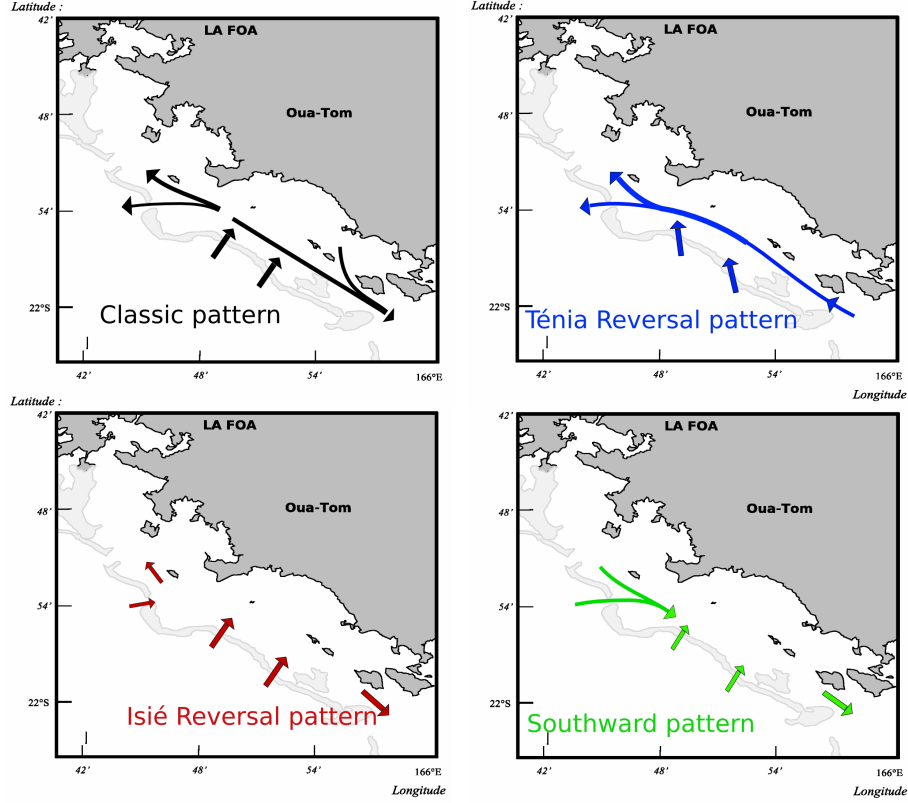 Latitude :
42'
LA FOA
Oua-Tom
48'
54'
22°S
Classic pattern
42'
48'
54'
166°E
Latitude :
42'
LA FOA
Oua-Tom
48'
54'
22°S
Ténia Reversal pattern
42'
48'
54'
166°E
Longitude
Latitude :
42'
LA FOA
Oua-Tom
48'
54'
22°S
Isié Reversal pattern
42'
48'
54'
166°E
Longitude
42'
LA FOA
Oua-Tom
48'
54'
22°S
Southward pattern
42'
48'
54'
166°E
Longitude